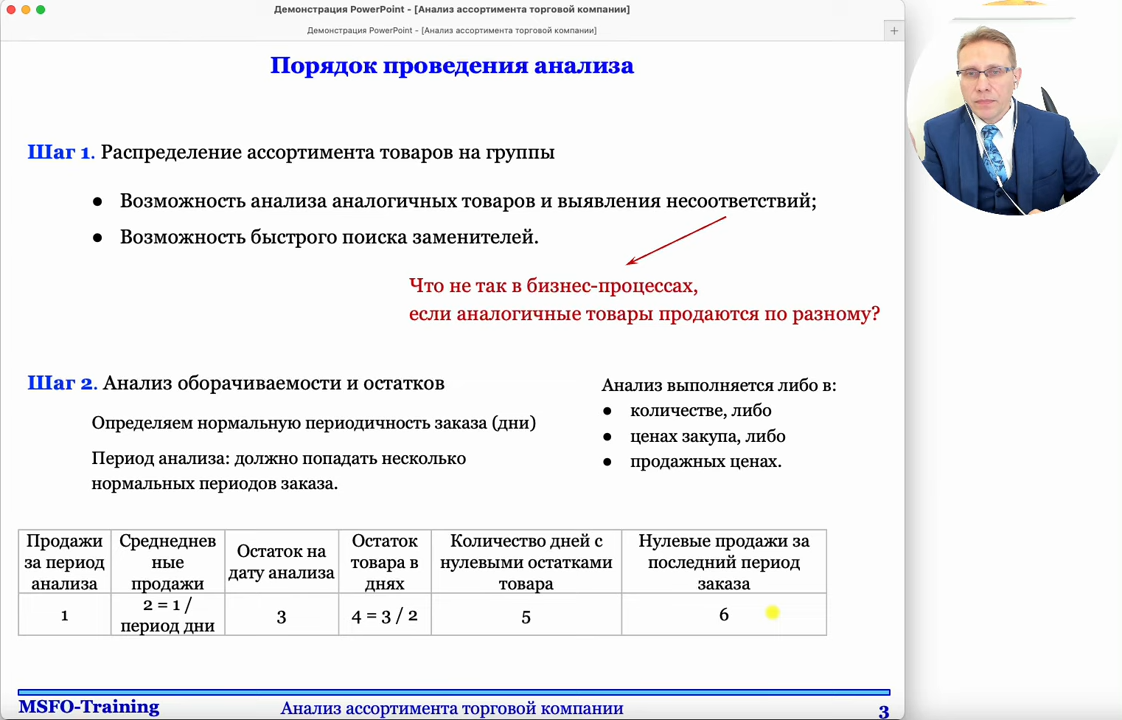 Демонстрация PowerPoint - [Анализ ассортимента торговой компании]
Демонстрация PowerPoint - [Анализ ассортимента торговой компании]
Порядок проведения анализа
Шаг 1. Распределение ассортимента товаров на группы
● Возможность анализа аналогичных товаров и выявления несоответствий;
● Возможность быстрого поиска заменителей.
Что не так в бизнес-процессах,
если аналогичные товары продаются по разному?
Шаг 2. Анализ оборачиваемости и остатков
Определяем нормальную периодичность заказа (дни)
Период анализа: должно попадать несколько
нормальных периодов заказа.
Анализ выполняется либо в:
● количестве, либо
● ценах закупа, либо
● продажных ценах.
Продажи
за период
анализа
Среднеднев
ные
продажи
Остаток на
дату анализа
Остаток
товара в
днях
Количество дней с
нулевыми остатками
товара
Нулевые продажи за
последний период
заказа
1
2 = 1 /
период дни
3
4 = 3 / 2
5
6
MSFO-Training
Анализ ассортимента торговой компании
3